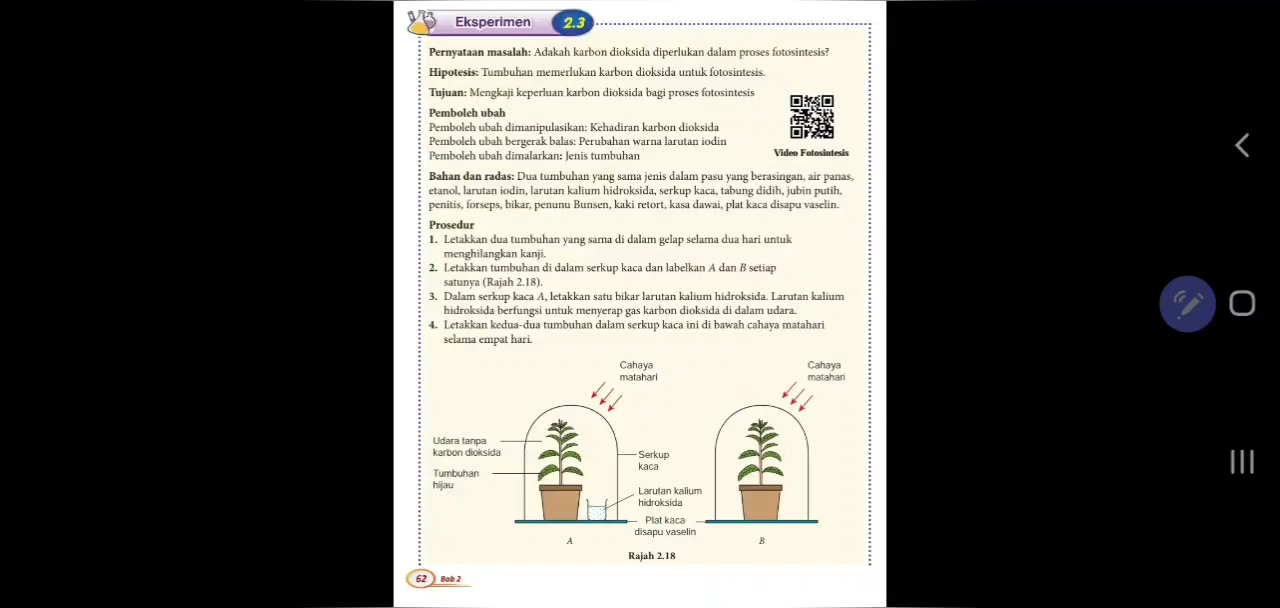 Eksperimen 2.3
Pernyataan masalah: Adakah karbon dioksida diperlukan dalam proses fotosintesis?
Hipotesis: Tumbuhan memerlukan karbon dioksida untuk fotosintesis.
Tujuan: Mengkaji keperluan karbon dioksida bagi proses fotosintesis
Pemboleh ubah
Pemboleh ubah dimanipulasikan: Kehadiran karbon dioksida
Pemboleh ubah bergerak balas: Perubahan warna larutan iodin
Pemboleh ubah dimalarkan: Jenis tumbuhan
Video Fotosintesis
Bahan dan radas: Dua tumbuhan yang sama jenis dalam pasu yang berasingan, air panas,
etanol, larutan iodin, larutan kalium hidroksida, serkup kaca, tabung didih, jubin putih,
penitis, forseps, bikar, penunu Bunsen, kaki retort, kasa dawai, plat kaca disapu vaselin.
Prosedur
1. Letakkan dua tumbuhan yang sama di dalam gelap selama dua hari untuk
menghilangkan kanji.
2. Letakkan tumbuhan di dalam serkup kaca dan labelkan A dan B setiap
satunya (Rajah 2.18).
3. Dalam serkup kaca A, letakkan satu bikar larutan kalium hidroksida. Larutan kalium
hidroksida berfungsi untuk menyerap gas karbon dioksida di dalam udara.
4. Letakkan kedua-dua tumbuhan dalam serkup kaca ini di bawah cahaya matahari
selama empat hari.
Cahaya
matahari
Cahaya
matahari
Udara tanpa
karbon dioksida
Tumbuhan
hijau
Serkup
kaca
Larutan kalium
hidroksida
Plat kaca
disapu vaselin
A
B
Rajah 2.18
62 Bab 2